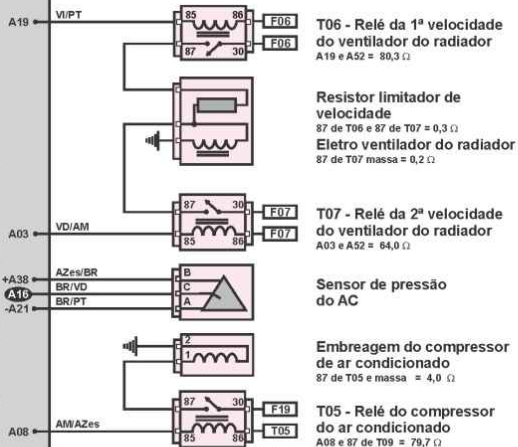 A19 VI/PT 85 86 F06
87 30 F06
T06 - Relé da 1ª velocidade
do ventilador do radiador
A19 e A52 = 80,3 Ω
Resistor limitador de
velocidade
87 de T06 e 87 de T07 = 0,3 Ω
Eletro ventilador do radiador
87 de T07 massa = 0,2 Ω
87 30 F07
A03 VD/AM 85 86 F07
T07 - Relé da 2ª velocidade
do ventilador do radiador
A03 e A52 = 64,0 Ω
+A38 AZes/BR B
A16 BR/VD C
-A21 BR/PT A
Sensor de pressão
do AC
2
1
Embreagem do compressor
de ar condicionado
87 de T05 e massa = 4,0 Ω
87 30 F19
A08 AM/AZes 85 86 T05
T05 - Relé do compressor
do ar condicionado
A08 e 87 de T09 = 79,7 Ω